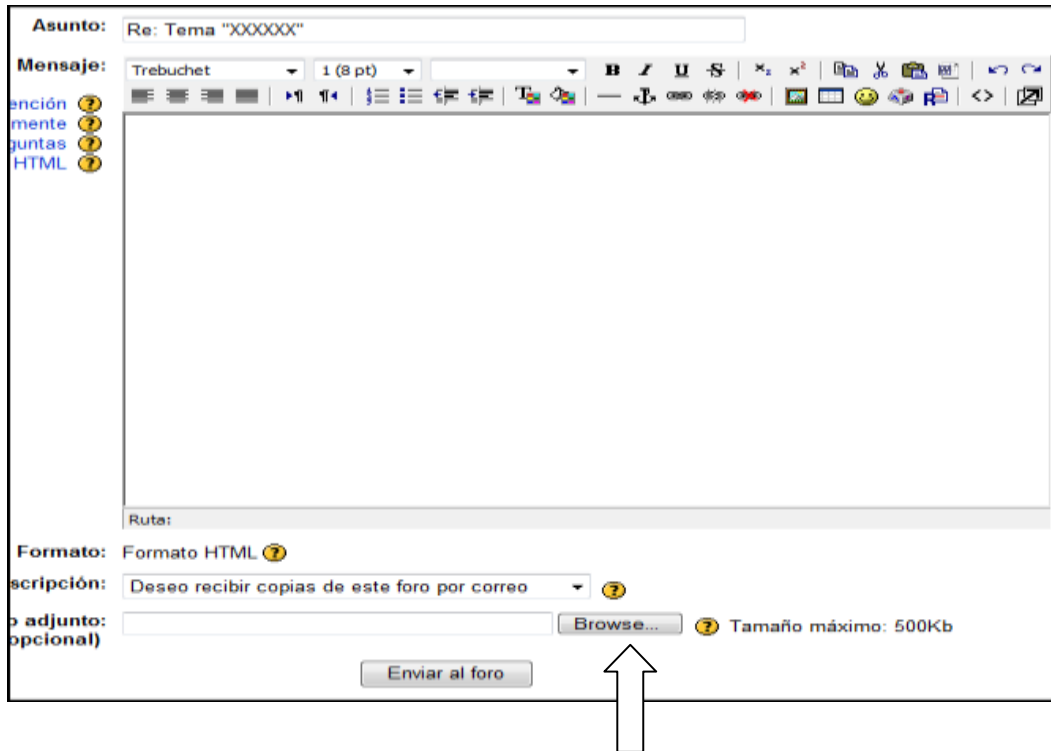 Asunto: Re: Tema "XXXXXX"
Mensaje: Trebuchet 1 (8 pt) B I U S
ención
mente
guntas
HTML
Ruta:
Formato: Formato HTML
scripción: Deseo recibir copias de este foro por correo
o adjunto: Browse... Tamaño máximo: 500Kb
opcional)
Enviar al foro